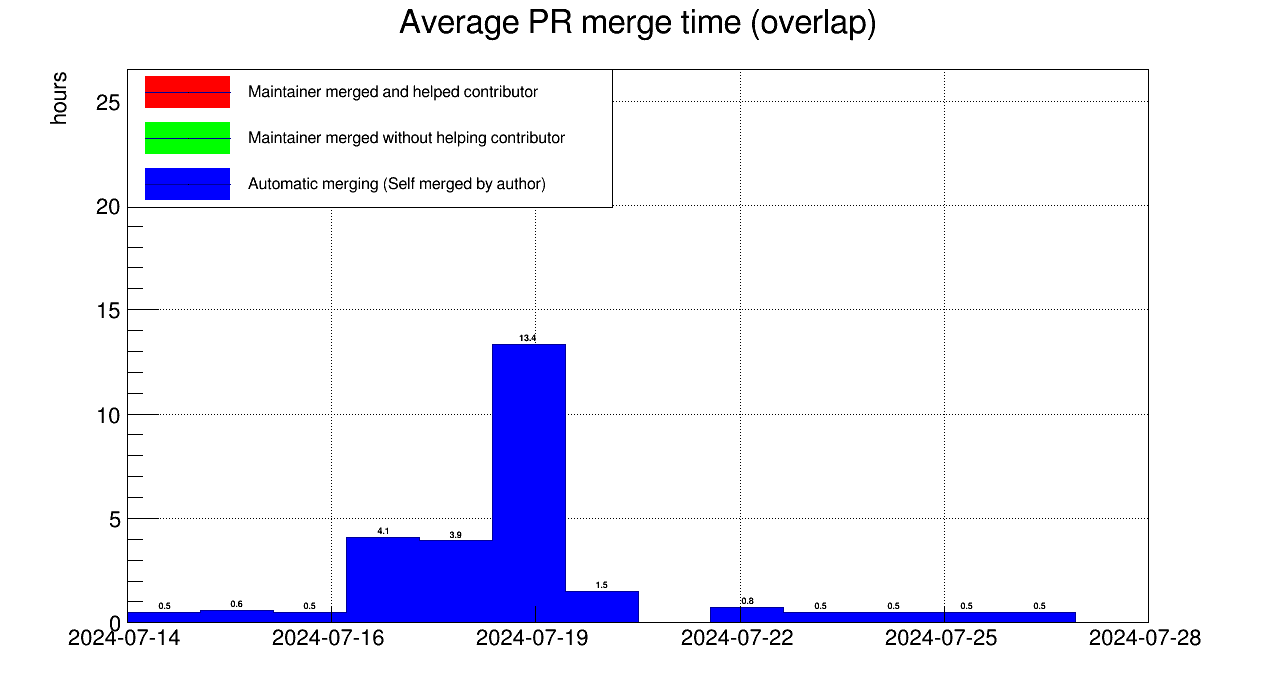 Average PR merge time (overlap)
hours
Maintainer merged and helped contributor
Maintainer merged without helping contributor
Automatic merging (Self merged by author)
25
20
15
10
5
0
0.5 0.6 0.5 4.1 3.9 13.4 1.5 0.8 0.5 0.5 0.5 0.5
2024-07-14 2024-07-16 2024-07-19 2024-07-22 2024-07-25 2024-07-28